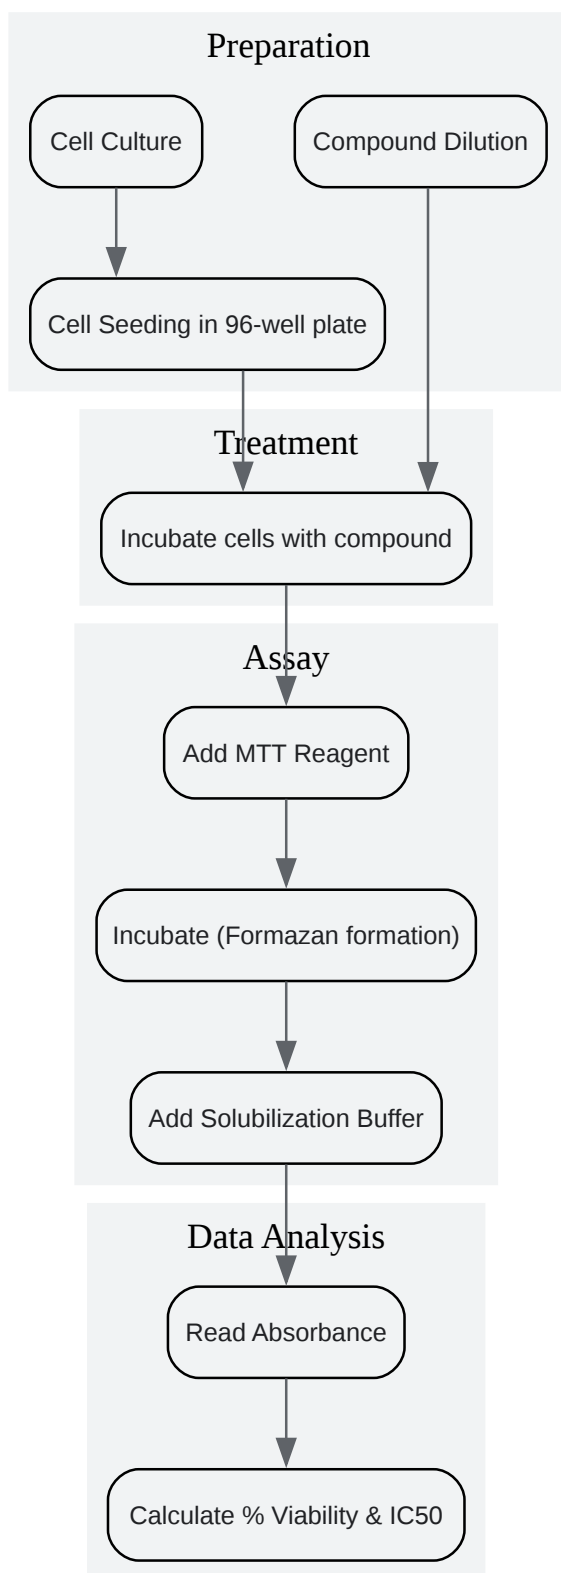 Preparation
Cell Culture
Compound Dilution
Cell Seeding in 96-well plate
Treatment
Incubate cells with compound
Assay
Add MTT Reagent
Incubate (Formazan formation)
Add Solubilization Buffer
Data Analysis
Read Absorbance
Calculate % Viability & IC50